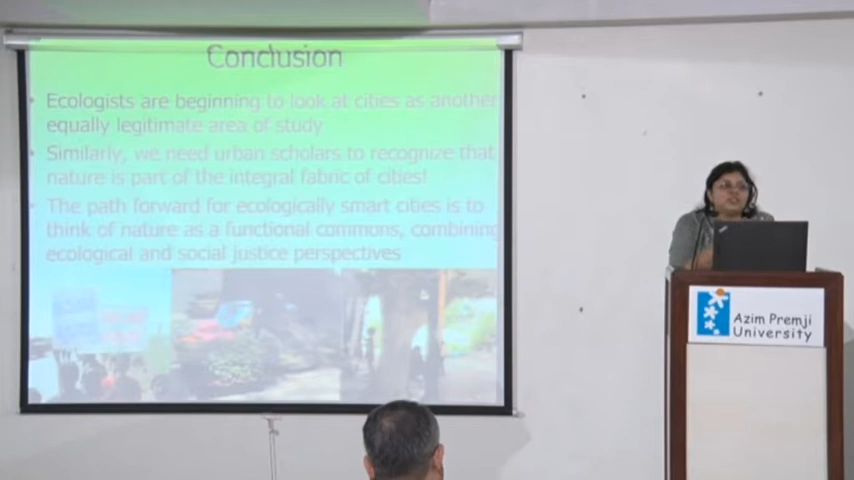 Conclusion
Ecologists are beginning to look at cities as another
equally legitimate area of study
Similarly, we need urban scholars to recognize that
nature is part of the integral fabric of cities!
The path forward for ecologically smart cities is to
think of nature as a functional commons, combining
ecological and social justice perspectives
Azim Premji
University